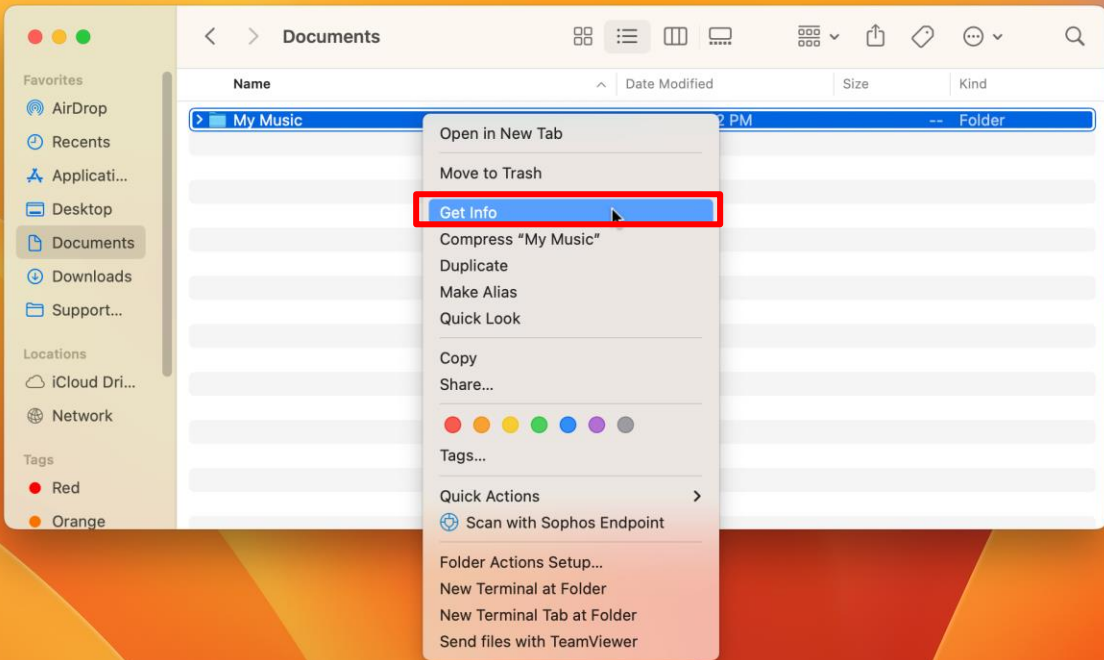 Documents
Favorites
AirDrop
Recents
Applicati...
Desktop
Documents
Downloads
Support...
Locations
iCloud Dri...
Network
Tags
Red
Orange
Name Date Modified Size Kind
My Music 2 PM -- Folder
Open in New Tab
Move to Trash
Get Info
Compress “My Music”
Duplicate
Make Alias
Quick Look
Copy
Share...
Tags...
Quick Actions
Scan with Sophos Endpoint
Folder Actions Setup...
New Terminal at Folder
New Terminal Tab at Folder
Send files with TeamViewer